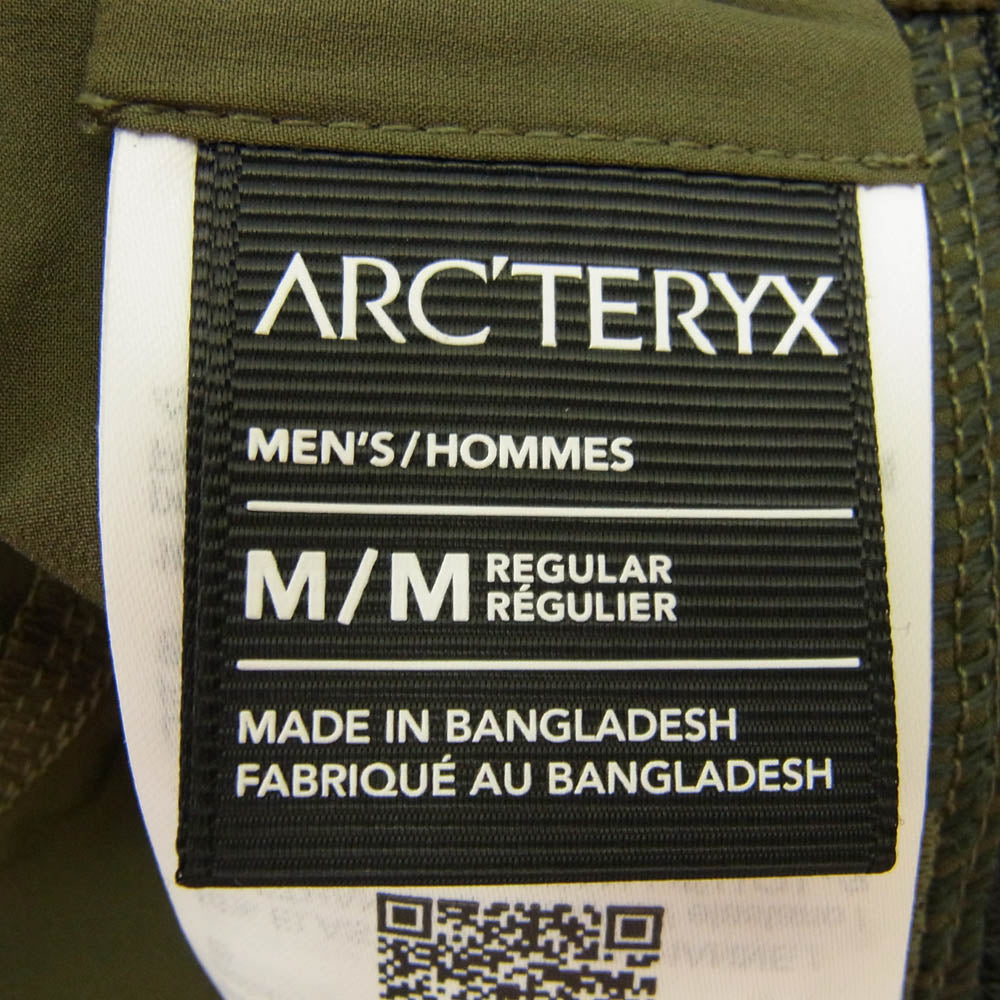 ARC'TERYX
MEN'S/HOMMES
M/M REGULAR
RÉGULIER
MADE IN BANGLADESH
FABRIQUÉ AU BANGLADESH